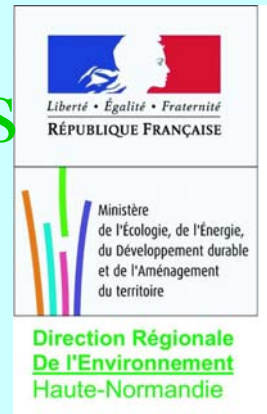 S
Liberté • Égalité • Fraternité
RÉPUBLIQUE FRANÇAISE
Ministère
de l'Écologie, de l'Énergie,
du Développement durable
et de l'Aménagement
du territoire
Direction Régionale
De l'Environnement
Haute-Normandie